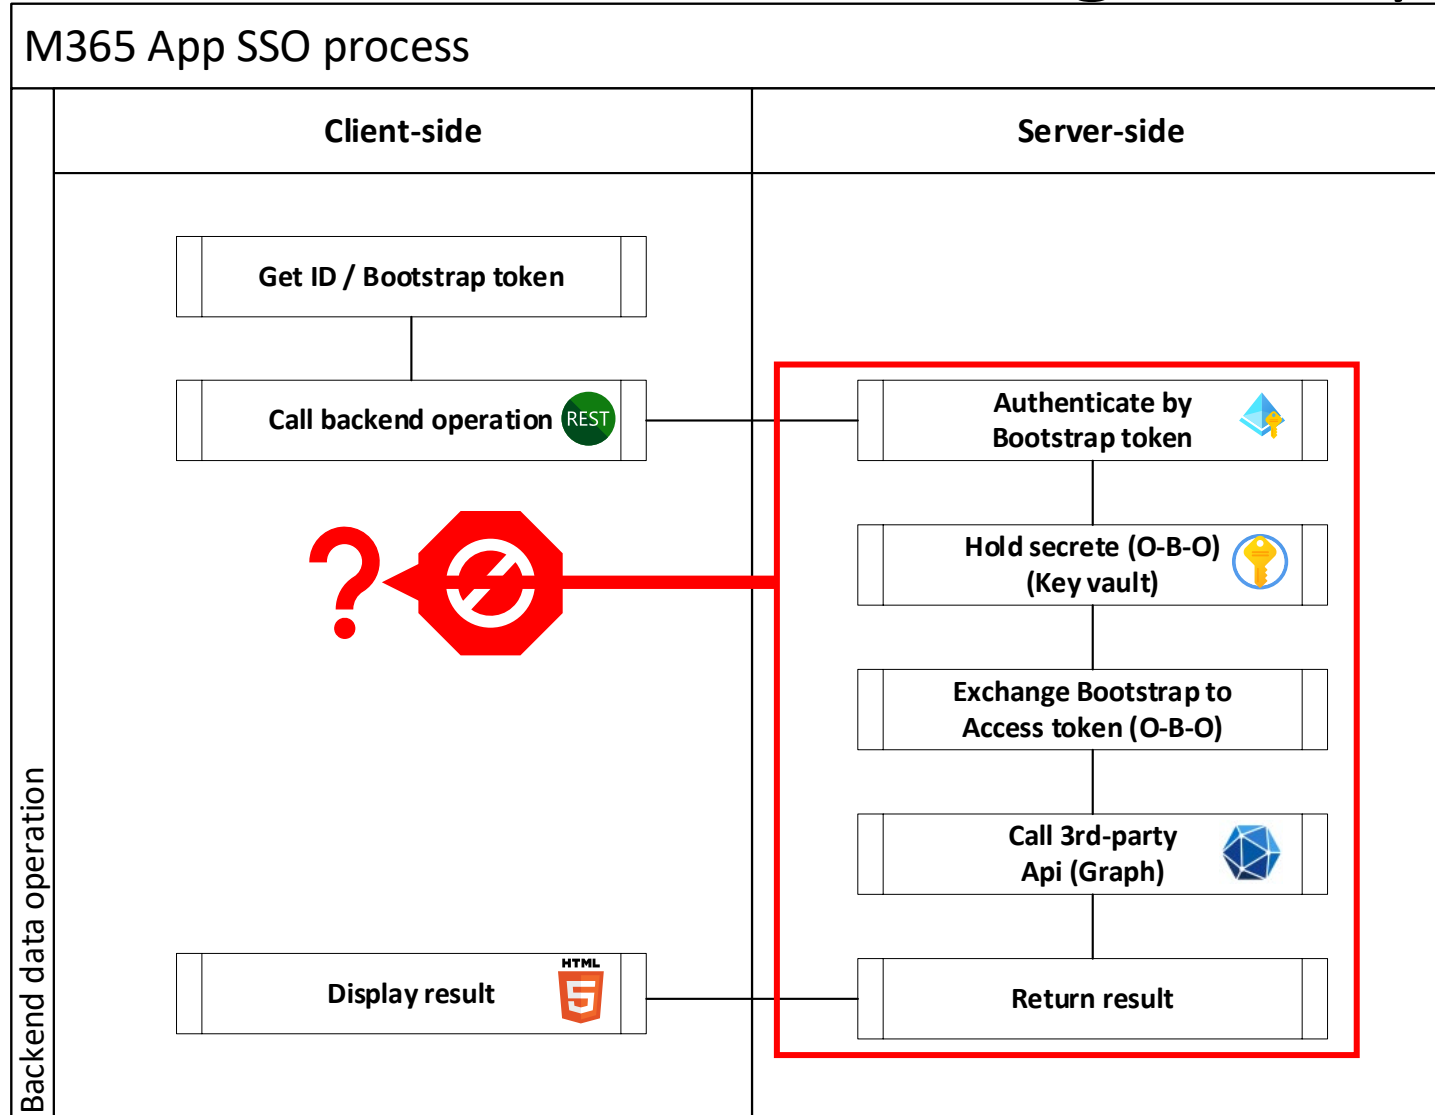 M365 App SSO process
Client-side
Server-side
Get ID / Bootstrap token
Call backend operation
REST
Authenticate by
Bootstrap token
Hold secrete (O-B-O)
(Key vault)
Exchange Bootstrap to
Access token (O-B-O)
Call 3rd-party
Api (Graph)
HTML
5
Display result
Return result
Backend data operation